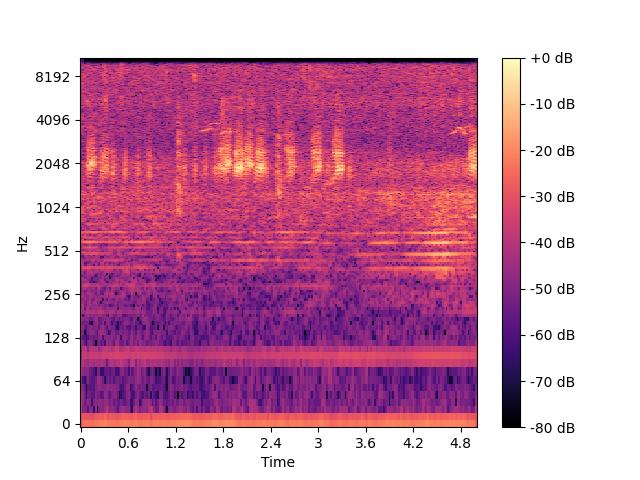 8192
4096
2048
1024
512
256
128
64
0
Hz
0 0.6 1.2 1.8 2.4 3 3.6 4.2 4.8
Time
+0 dB
-10 dB
-20 dB
-30 dB
-40 dB
-50 dB
-60 dB
-70 dB
-80 dB